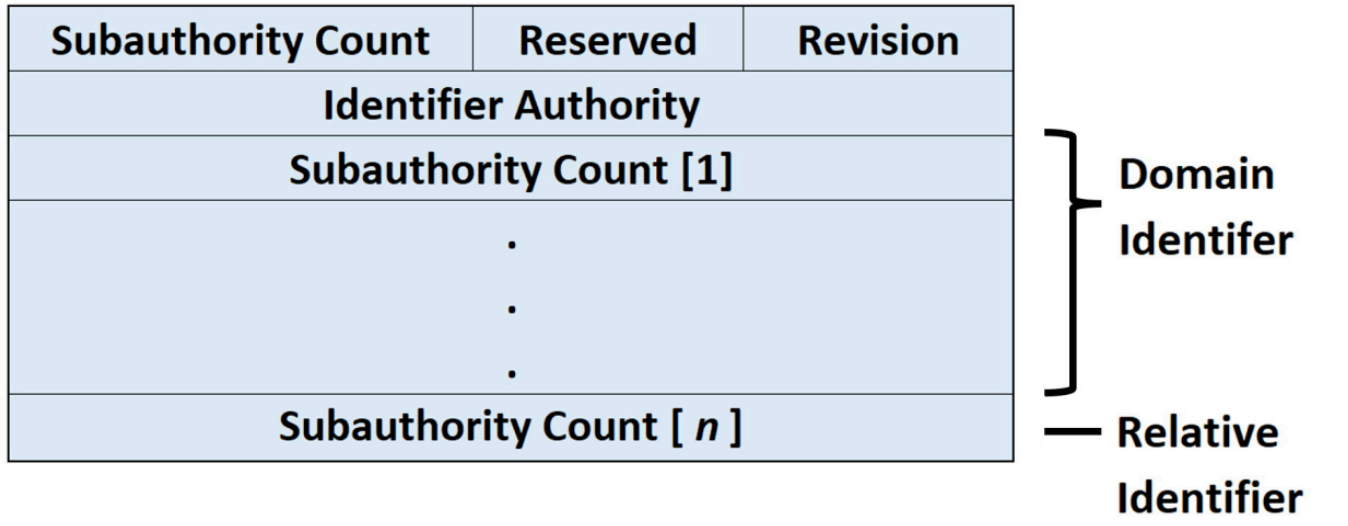 Subauthority Count Reserved Revision
Identifier Authority
Subauthority Count [1]
Domain
Identifer
.
.
.
Subauthority Count [ n ]
Relative
Identifier